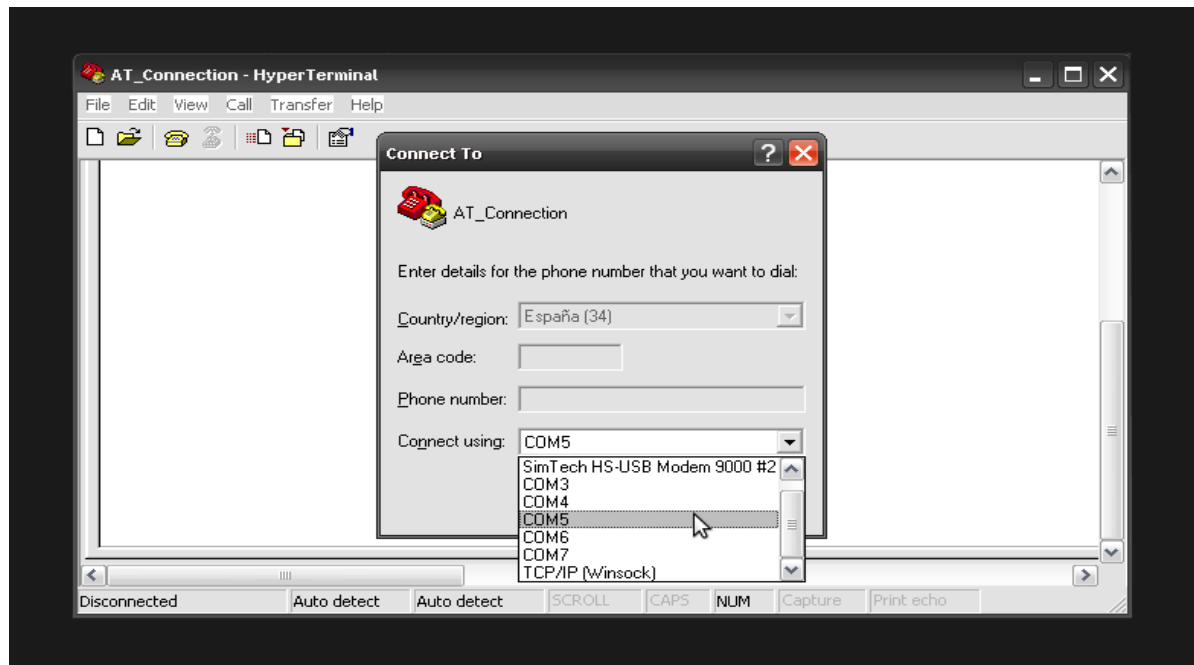 AT_Connection - HyperTerminal
File Edit View Call Transfer Help
Connect To
AT_Connection
Enter details for the phone number that you want to dial:
Country/region: España (34)
Area code:
Phone number:
Connect using: COM5
SimTech HS-USB Modem 9000 #2
COM3
COM4
COM5
COM6
COM7
TCP/IP (Winsock)
Disconnected Auto detect Auto detect SCROLL CAPS NUM Capture Print echo